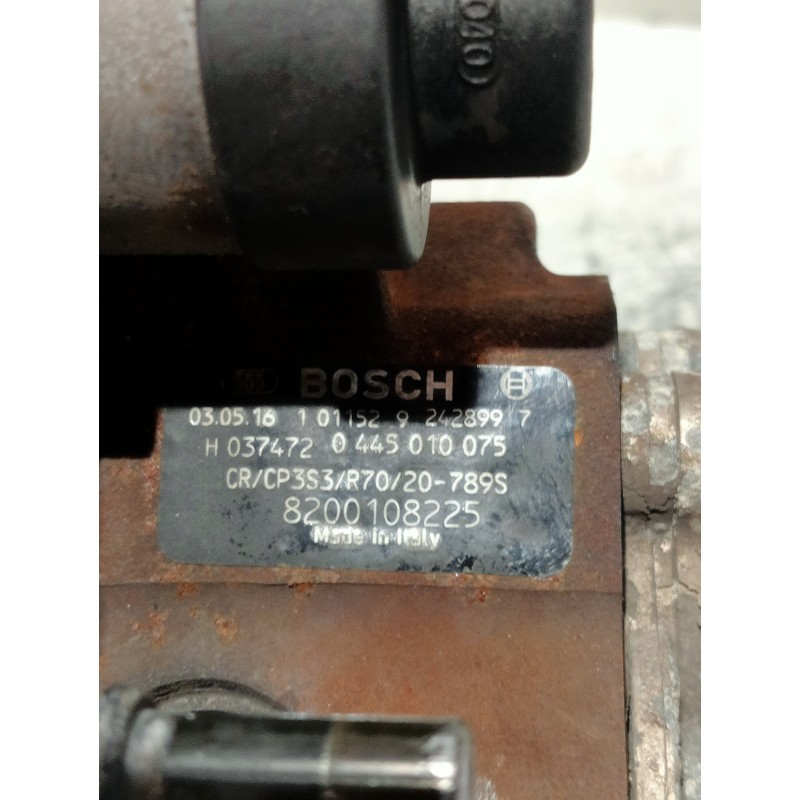 040)
BOSCH
03.05.16 1 01152 9 242899 7
H 037472 0 445 010 075
CR/CP3S3/R70/20-789S
8200108225
Made in Italy